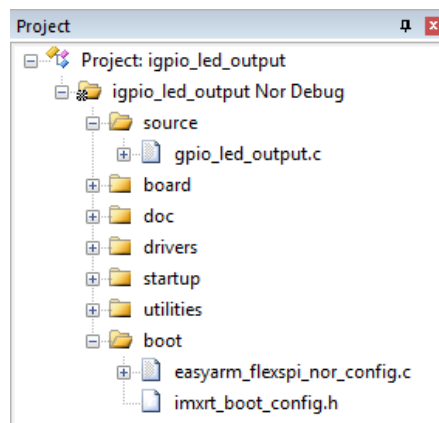 Project
Project: igpio_led_output
igpio_led_output Nor Debug
source
gpio_led_output.c
board
doc
drivers
startup
utilities
boot
easyarm_flexspi_nor_config.c
imxrt_boot_config.h